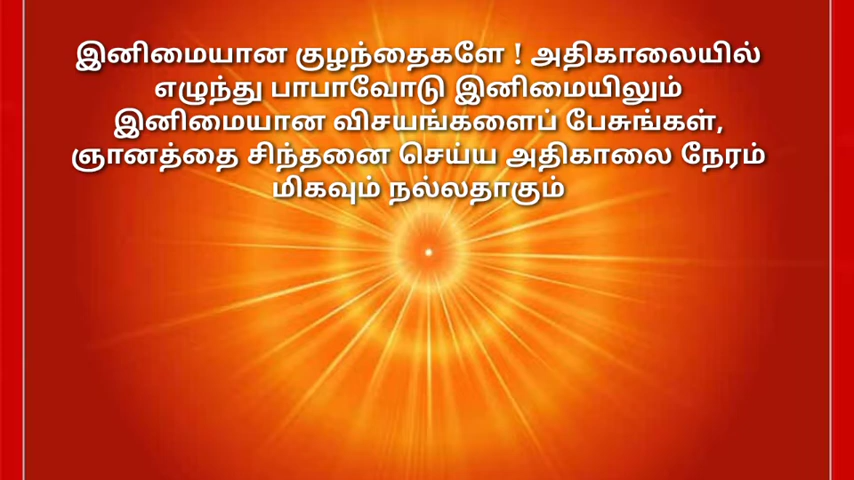 இனிமையான குழந்தைகளே ! அதிகாலையில்
எழுந்து பாபாவோடு இனிமையிலும்
இனிமையான விசயங்களைப் பேசுங்கள்,
ஞானத்தை சிந்தனை செய்ய அதிகாலை நேரம்
மிகவும் நல்லதாகும்